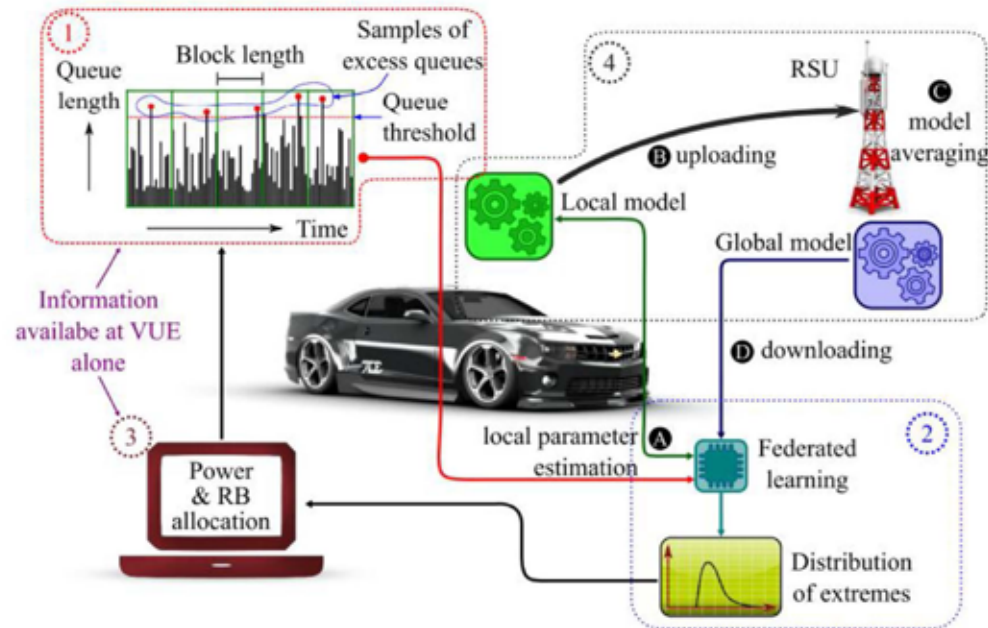 1
Queue
length
Block length
Samples of
excess queues
Queue
threshold
Time
4
RSU
C
model
averaging
B uploading
Local model
Global model
Information
availabe at VUE
alone
D downloading
3
2
local parameter
estimation
A
Federated
learning
Power
& RB
allocation
Distribution
of extremes